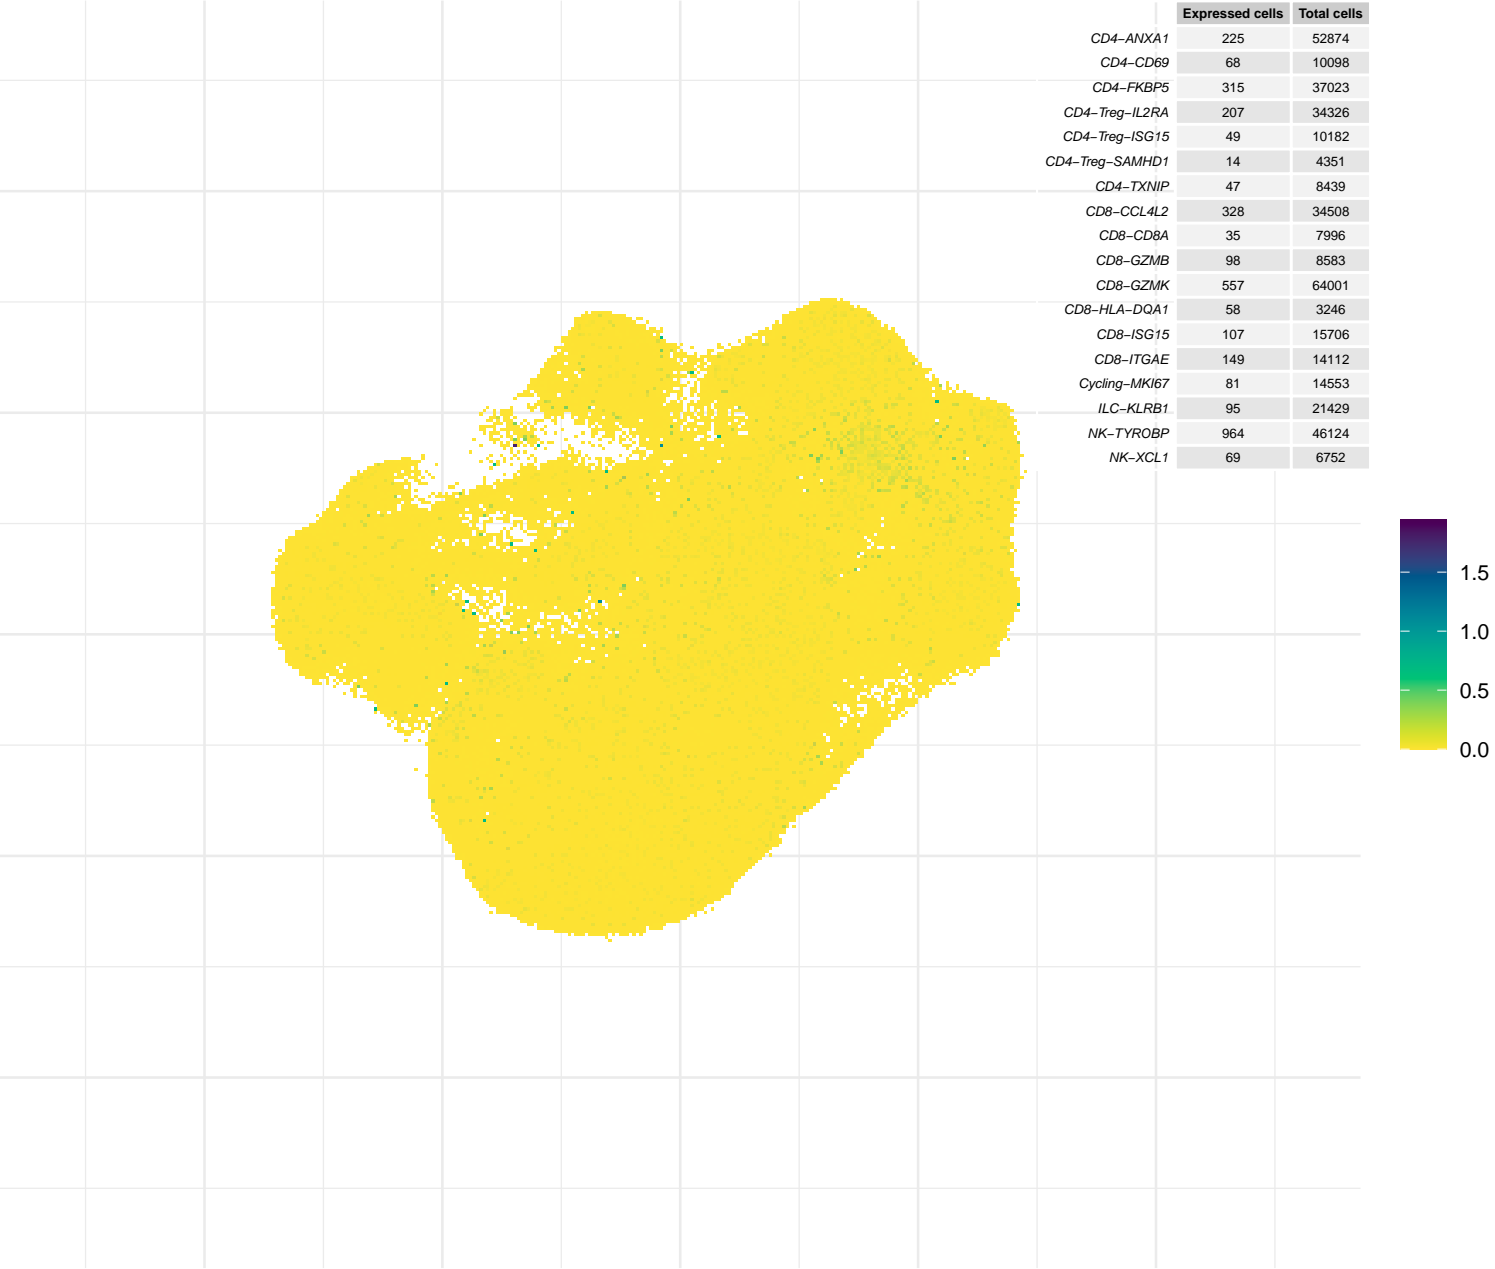 Expressed cells Total cells
CD4−ANXA1 225 52874
CD4−CD69 68 10098
CD4−FKBP5 315 37023
CD4−Treg−IL2RA 207 34326
CD4−Treg−ISG15 49 10182
CD4−Treg−SAMHD1 14 4351
CD4−TXNIP 47 8439
CD8−CCL4L2 328 34508
CD8−CD8A 35 7996
CD8−GZMB 98 8583
CD8−GZMK 557 64001
CD8−HLA−DQA1 58 3246
CD8−ISG15 107 15706
CD8−ITGAE 149 14112
Cycling−MKI67 81 14553
ILC−KLRB1 95 21429
NK−TYROBP 964 46124
NK−XCL1 69 6752
1.5
1.0
0.5
0.0